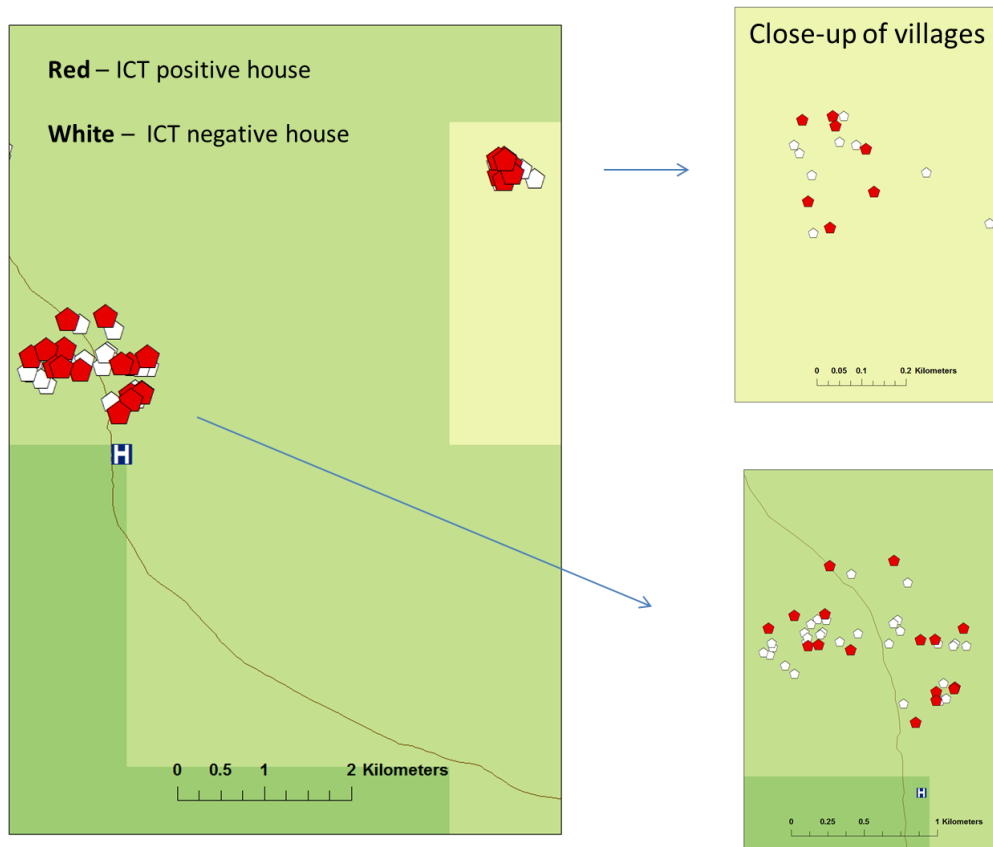 Red – ICT positive house
White – ICT negative house
H
0 0.5 1 2 Kilometers
Close-up of villages
0 0.05 0.1 0.2 Kilometers
H
0 0.25 0.5 1 Kilometers